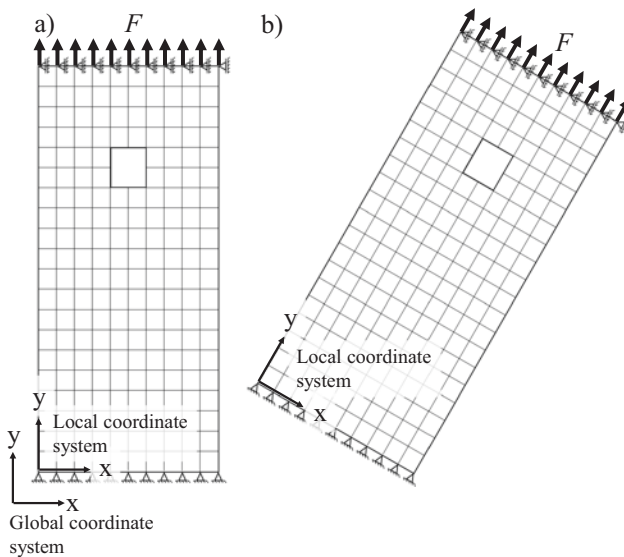 a)
F
b)
F
y
Local coordinate
system
x
y
Local coordinate
system
x
y
x
Global coordinate
system